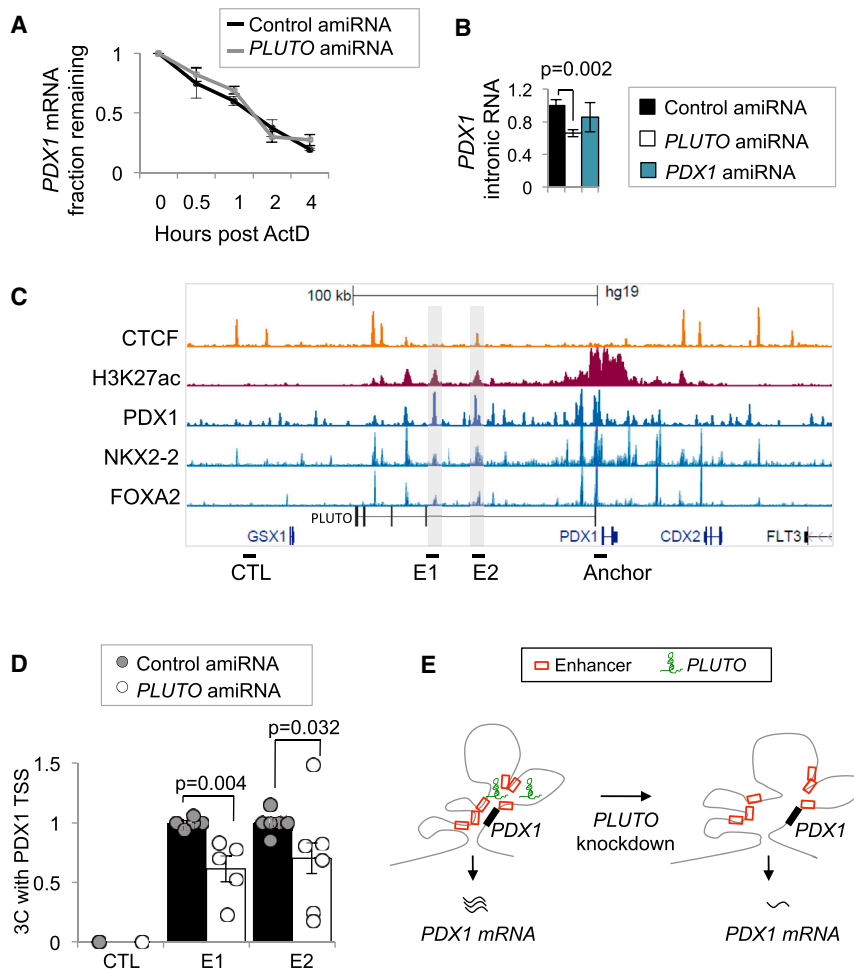 A
Control amiRNA
PLUTO amiRNA
PDX1 mRNA
fraction remaining
1
0.5
0
0 0.5 1 2 4
Hours post ActD
B
p=0.002
PDX1
intronic RNA
1.2
0.8
0.4
0
Control amiRNA
PLUTO amiRNA
PDX1 amiRNA
C
100 kb
hg19
CTCF
H3K27ac
PDX1
NKX2-2
FOXA2
PLUTO
GSX1 PDX1 CDX2 FLT3
CTL E1 E2 Anchor
D
Control amiRNA
PLUTO amiRNA
3C with PDX1 TSS
1.5
1
0.5
0
p=0.004
p=0.032
CTL E1 E2
E
Enhancer PLUTO
PDX1
PLUTO
knockdown
PDX1
PDX1 mRNA
PDX1 mRNA